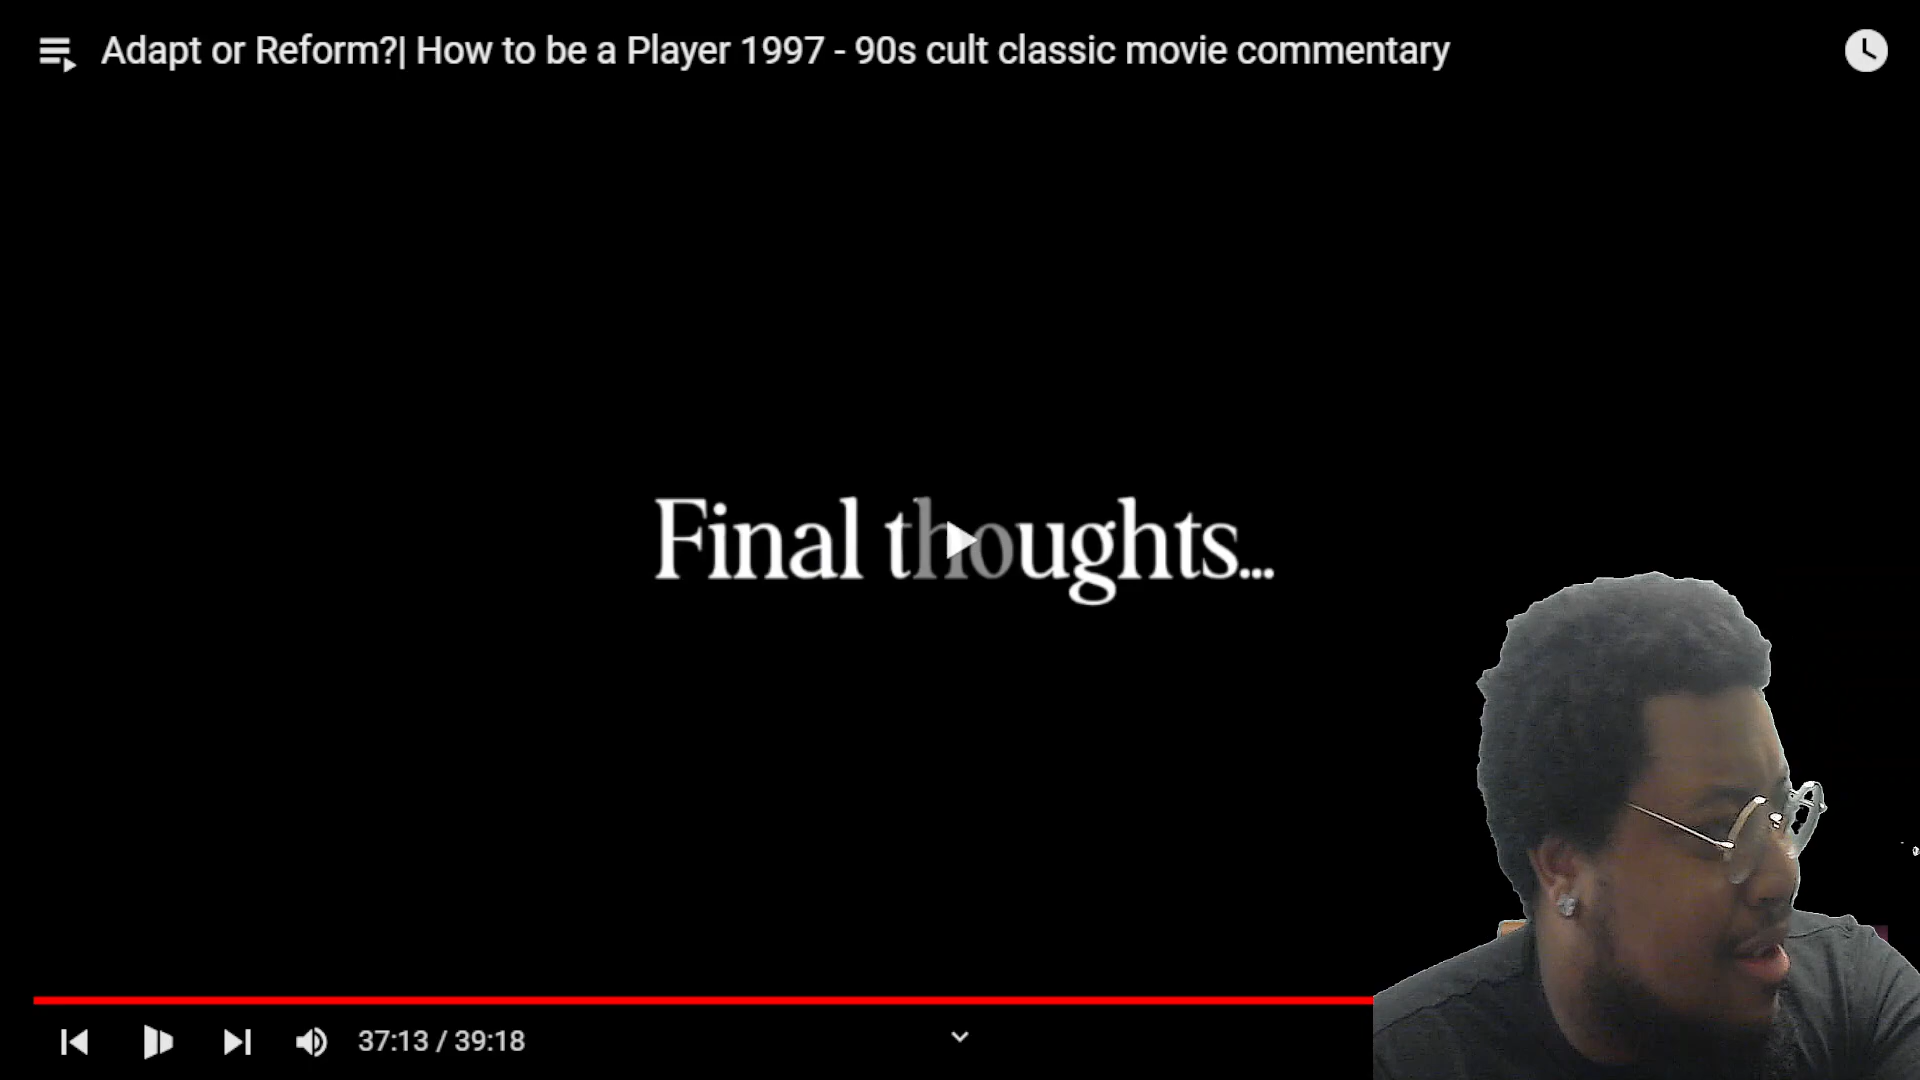 Adapt or Reform?| How to be a Player 1997 - 90s cult classic movie commentary
Final thoughts...
37:13 / 39:18